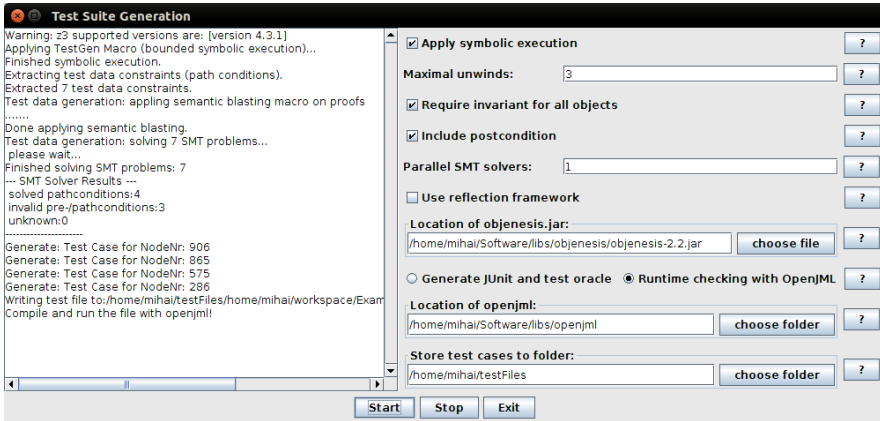 Test Suite Generation
Warning: z3 supported versions are: [version 4.3.1]
Applying TestGen Macro (bounded symbolic execution)...
Finished symbolic execution.
Extracting test data constraints (path conditions).
Extracted 7 test data constraints.
Test data generation: appling semantic blasting macro on proofs
.......
Done applying semantic blasting.
Test data generation: solving 7 SMT problems...
please wait...
Finished solving SMT problems: 7
--- SMT Solver Results ---
solved pathconditions:4
invalid pre-/pathconditions:3
unknown:0
----------------------
Generate: Test Case for NodeNr: 906
Generate: Test Case for NodeNr: 865
Generate: Test Case for NodeNr: 575
Generate: Test Case for NodeNr: 286
Writing test file to:/home/mihai/testFiles/home/mihai/workspace/Exam
Compile and run the file with openjml!
Apply symbolic execution ?
Maximal unwinds: 3 ?
Require invariant for all objects ?
Include postcondition ?
Parallel SMT solvers: 1 ?
Use reflection framework ?
Location of objenesis.jar:
/home/mihai/Software/libs/objenesis/objenesis-2.2.jar choose file ?
Generate JUnit and test oracle Runtime checking with OpenJML ?
Location of openjml:
/home/mihai/Software/libs/openjml choose folder ?
Store test cases to folder:
/home/mihai/testFiles choose folder ?
Start Stop Exit